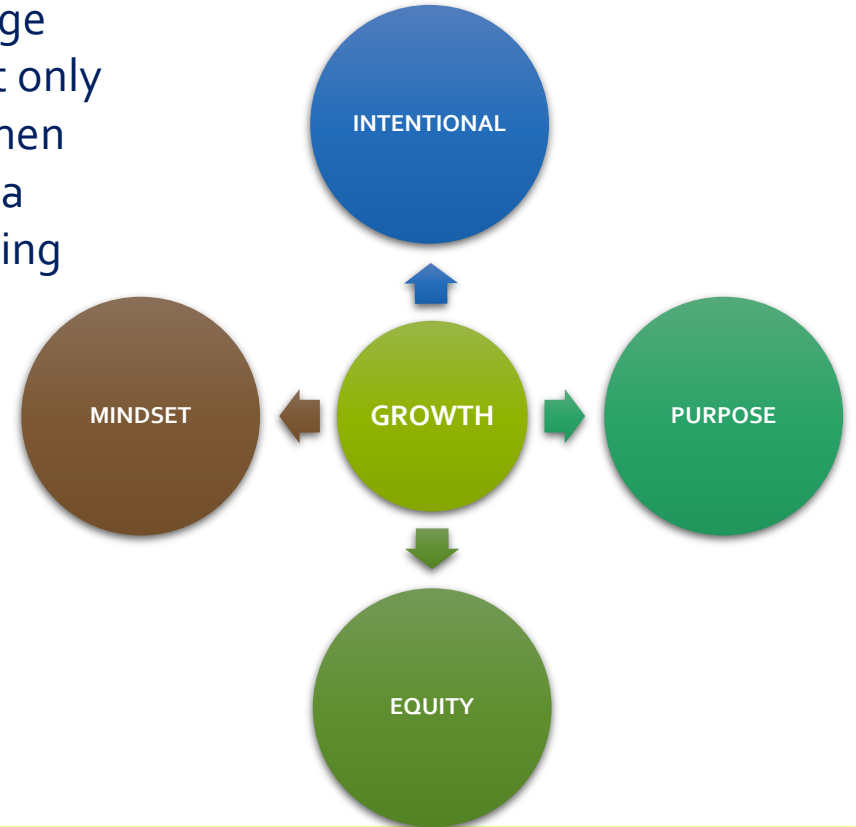 ge
t only
hen
a
ing
INTENTIONAL
MINDSET
GROWTH
PURPOSE
EQUITY